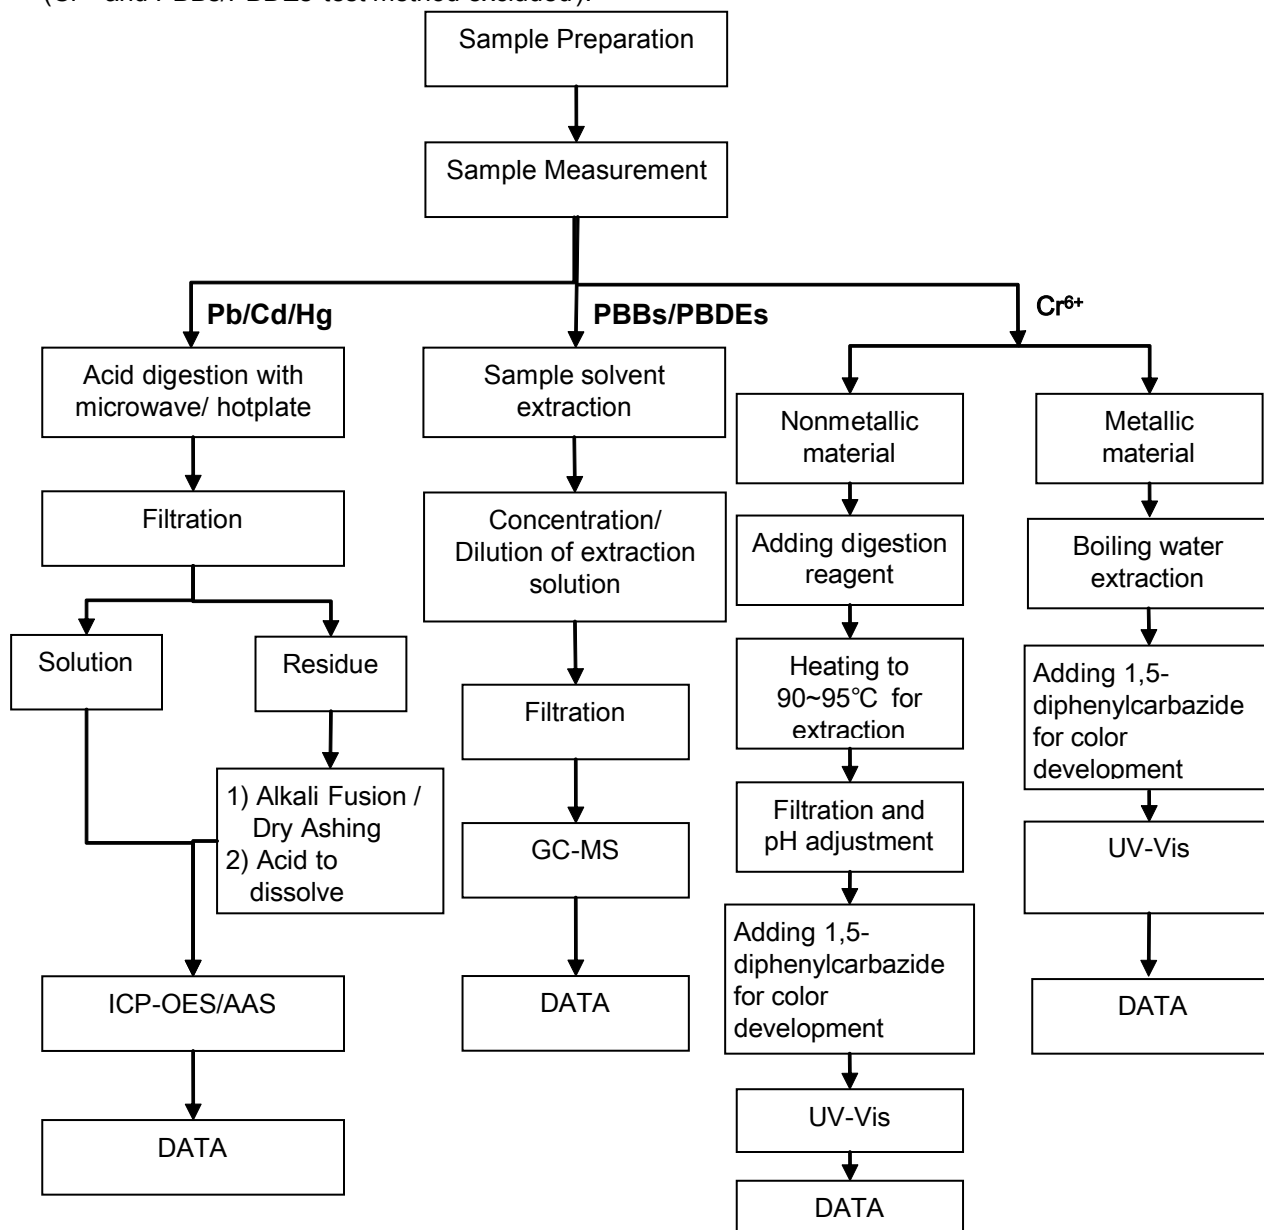 Sample Preparation
Sample Measurement
Pb/Cd/Hg
PBBs/PBDEs
Cr⁶⁺
Acid digestion with
microwave/ hotplate
Filtration
Solution
Residue
1) Alkali Fusion /
Dry Ashing
2) Acid to
dissolve
ICP-OES/AAS
DATA
Sample solvent
extraction
Concentration/
Dilution of extraction
solution
Filtration
GC-MS
DATA
Nonmetallic
material
Adding digestion
reagent
Heating to
90~95℃ for
extraction
Filtration and
pH adjustment
Adding 1,5-
diphenylcarbazide
for color
development
UV-Vis
DATA
Metallic
material
Boiling water
extraction
Adding 1,5-
diphenylcarbazide
for color
development
UV-Vis
DATA